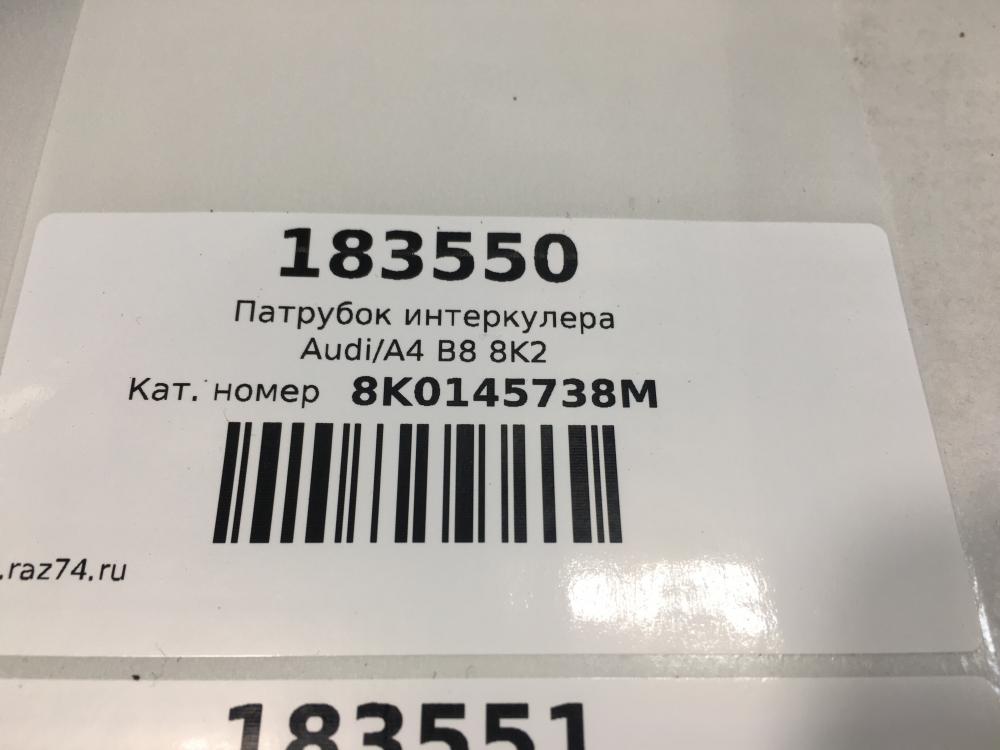 183550
Патрубок интеркулера
Audi/A4 B8 8K2
Кат. номер 8K0145738M
.raz74.ru
183551